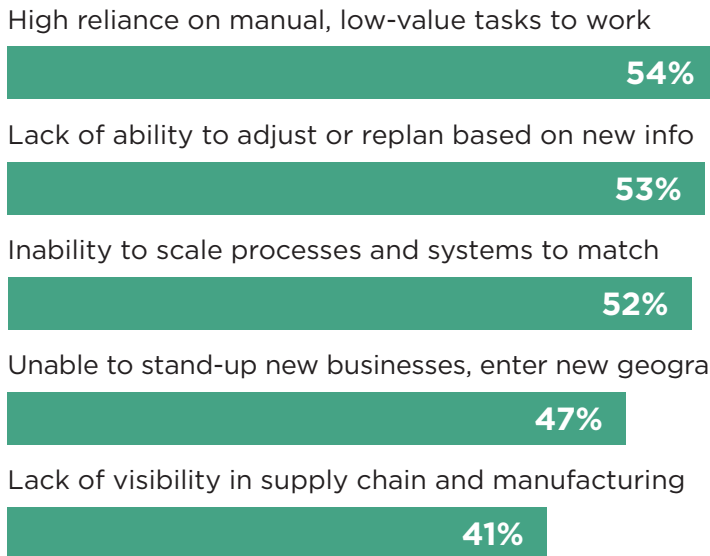 High reliance on manual, low-value tasks to work
54%
Lack of ability to adjust or replan based on new info
53%
Inability to scale processes and systems to match
52%
Unable to stand-up new businesses, enter new geogra
47%
Lack of visibility in supply chain and manufacturing
41%